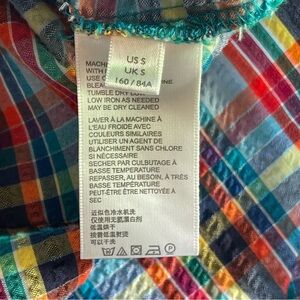 US S
UK S
160 / 84A
MACH
WITH
USE INE
BLEA
TUMBLE DRY LOW
LOW IRON AS NEEDED
MAY BE DRY CLEANED
LAVER À LA MACHINE À
L'EAU FROIDE AVEC
COULEURS SIMILAIRES
UTILISER UN AGENT DE
BLANCHIMENT SANS CHLORE
SI NÉCESSAIRE
SECHER PAR CULBUTAGE À
BASSE TEMPÉRATURE
REPASSER, AU BESOIN, À TRÈS
BASSE TEMPÉRATURE
PEUT-ÊTRE ÊTRE NETTOYÉE À
SEC
近似色冷水机洗
仅使用无氯漂白剂
低温烘干
按需低温熨烫
可干洗